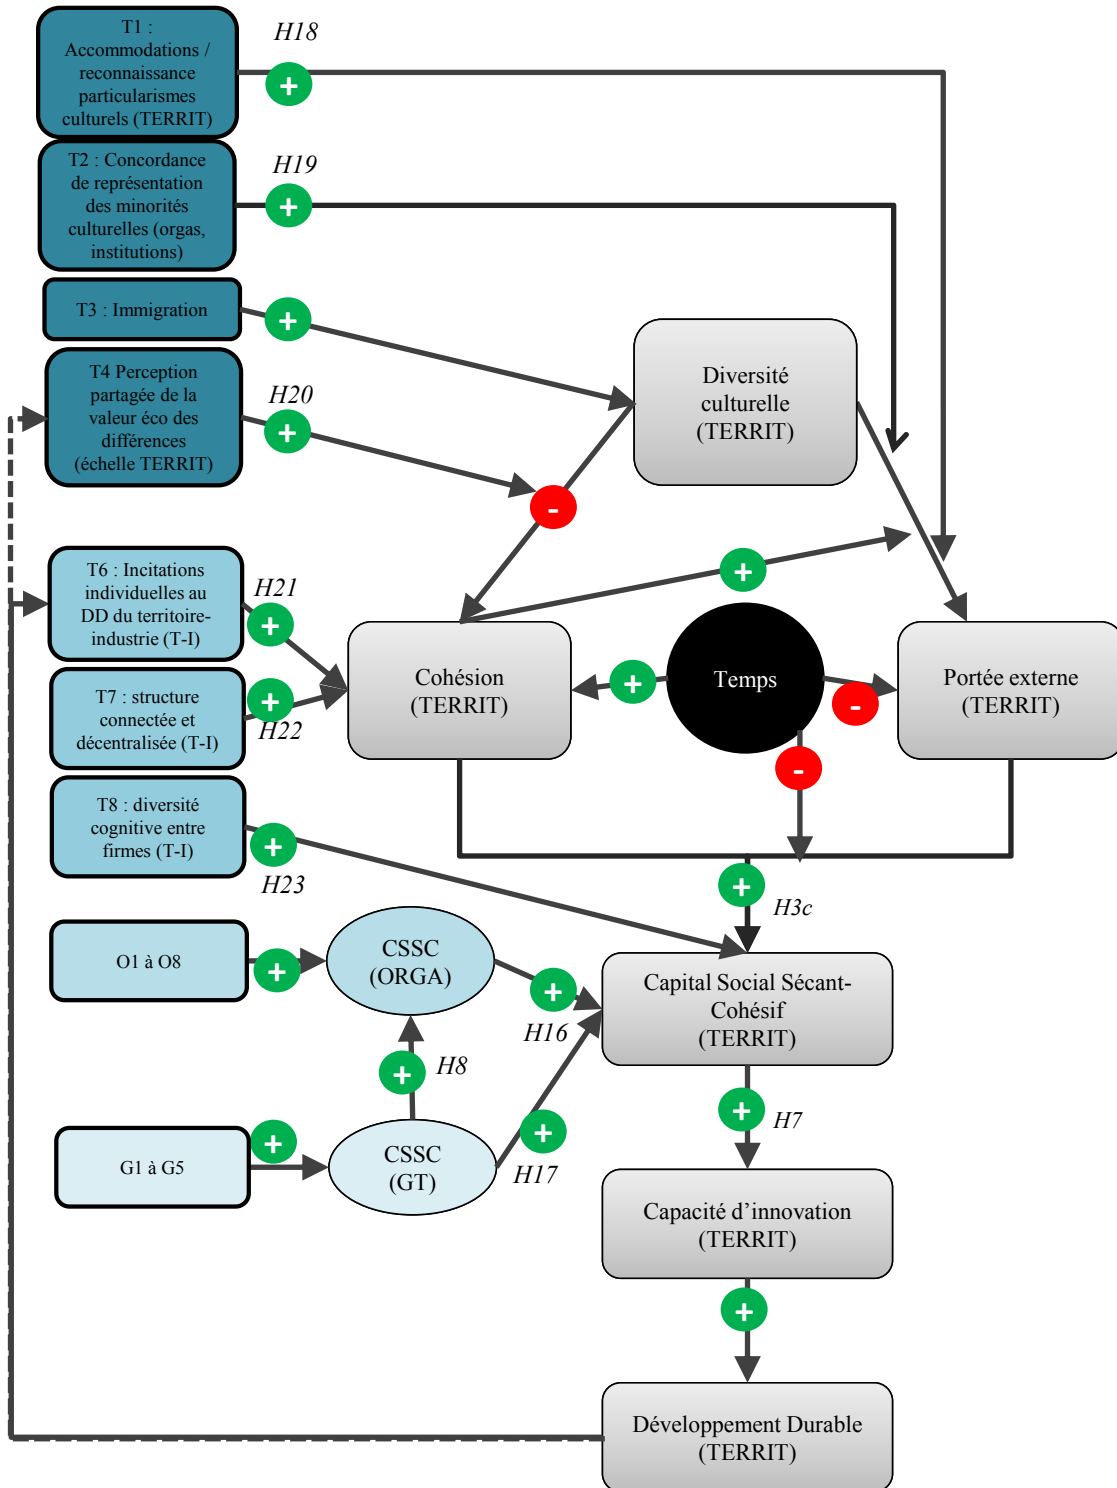 T1 :
Accommodations /
reconnaissance
particularismes
culturels (TERRIT)
H18
+
T2 : Concordance
de représentation
des minorités
culturelles (orgas,
institutions)
H19
+
T3 : Immigration
+
T4 Perception
partagée de la
valeur éco des
différences
(échelle TERRIT)
H20
+
Diversité
culturelle
(TERRIT)
-
T6 : Incitations
individuelles au
DD du territoire-
industrie (T-I)
H21
+
+
T7 : structure
connectée et
décentralisée (T-I)
+
H22
Cohésion
(TERRIT)
+
Temps
-
Portée externe
(TERRIT)
-
T8 : diversité
cognitive entre
firmes (T-I)
+
H23
+
H3c
O1 à O8
+
CSSC
(ORGA)
+
H16
Capital Social Sécant-
Cohésif
(TERRIT)
+
H8
+
H7
G1 à G5
+
CSSC
(GT)
+
H17
Capacité d’innovation
(TERRIT)
+
Développement Durable
(TERRIT)